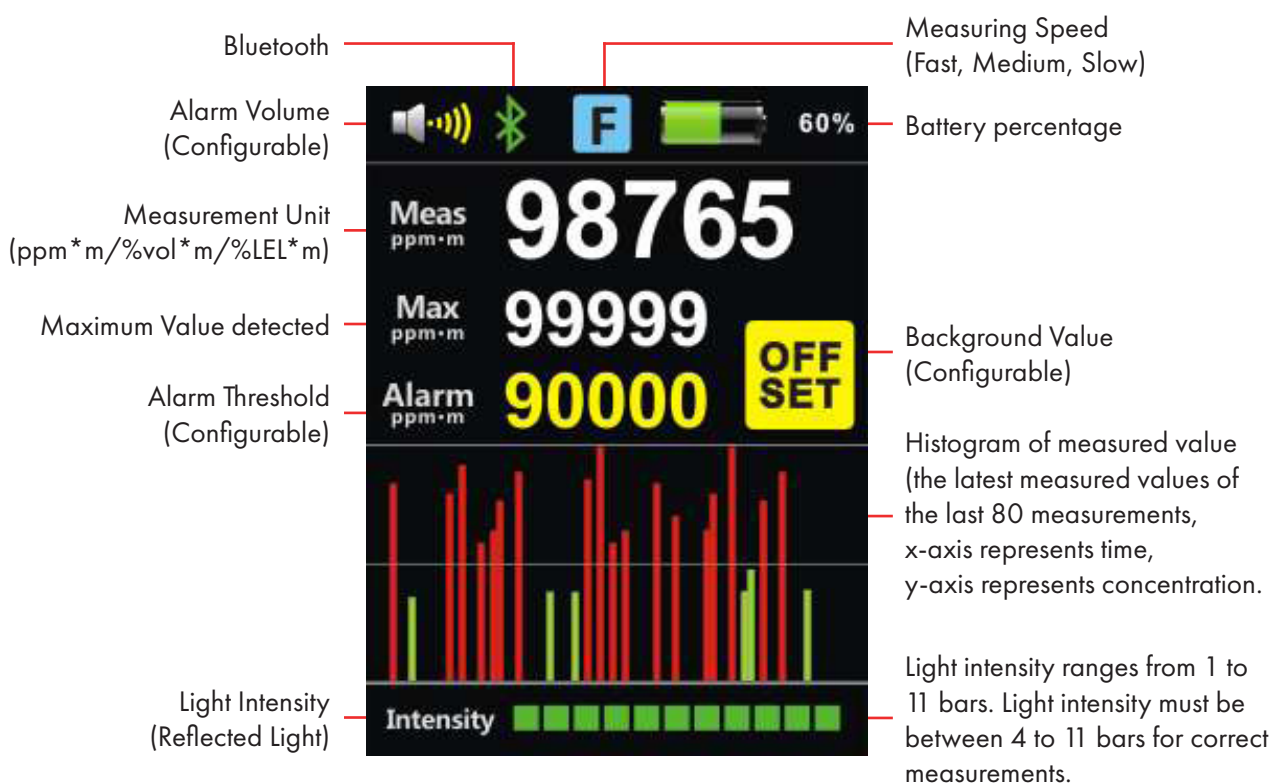 Bluetooth
Measuring Speed
(Fast, Medium, Slow)
Alarm Volume
(Configurable)
F
60%
Battery percentage
Measurement Unit
(ppm*m/%vol*m/%LEL*m)
Meas
ppm·m
98765
Maximum Value detected
Max
ppm·m
99999
OFF
SET
Background Value
(Configurable)
Alarm Threshold
(Configurable)
Alarm
ppm·m
90000
Histogram of measured value
(the latest measured values of
the last 80 measurements,
x-axis represents time,
y-axis represents concentration.
Light Intensity
(Reflected Light)
Intensity
Light intensity ranges from 1 to
11 bars. Light intensity must be
between 4 to 11 bars for correct
measurements.